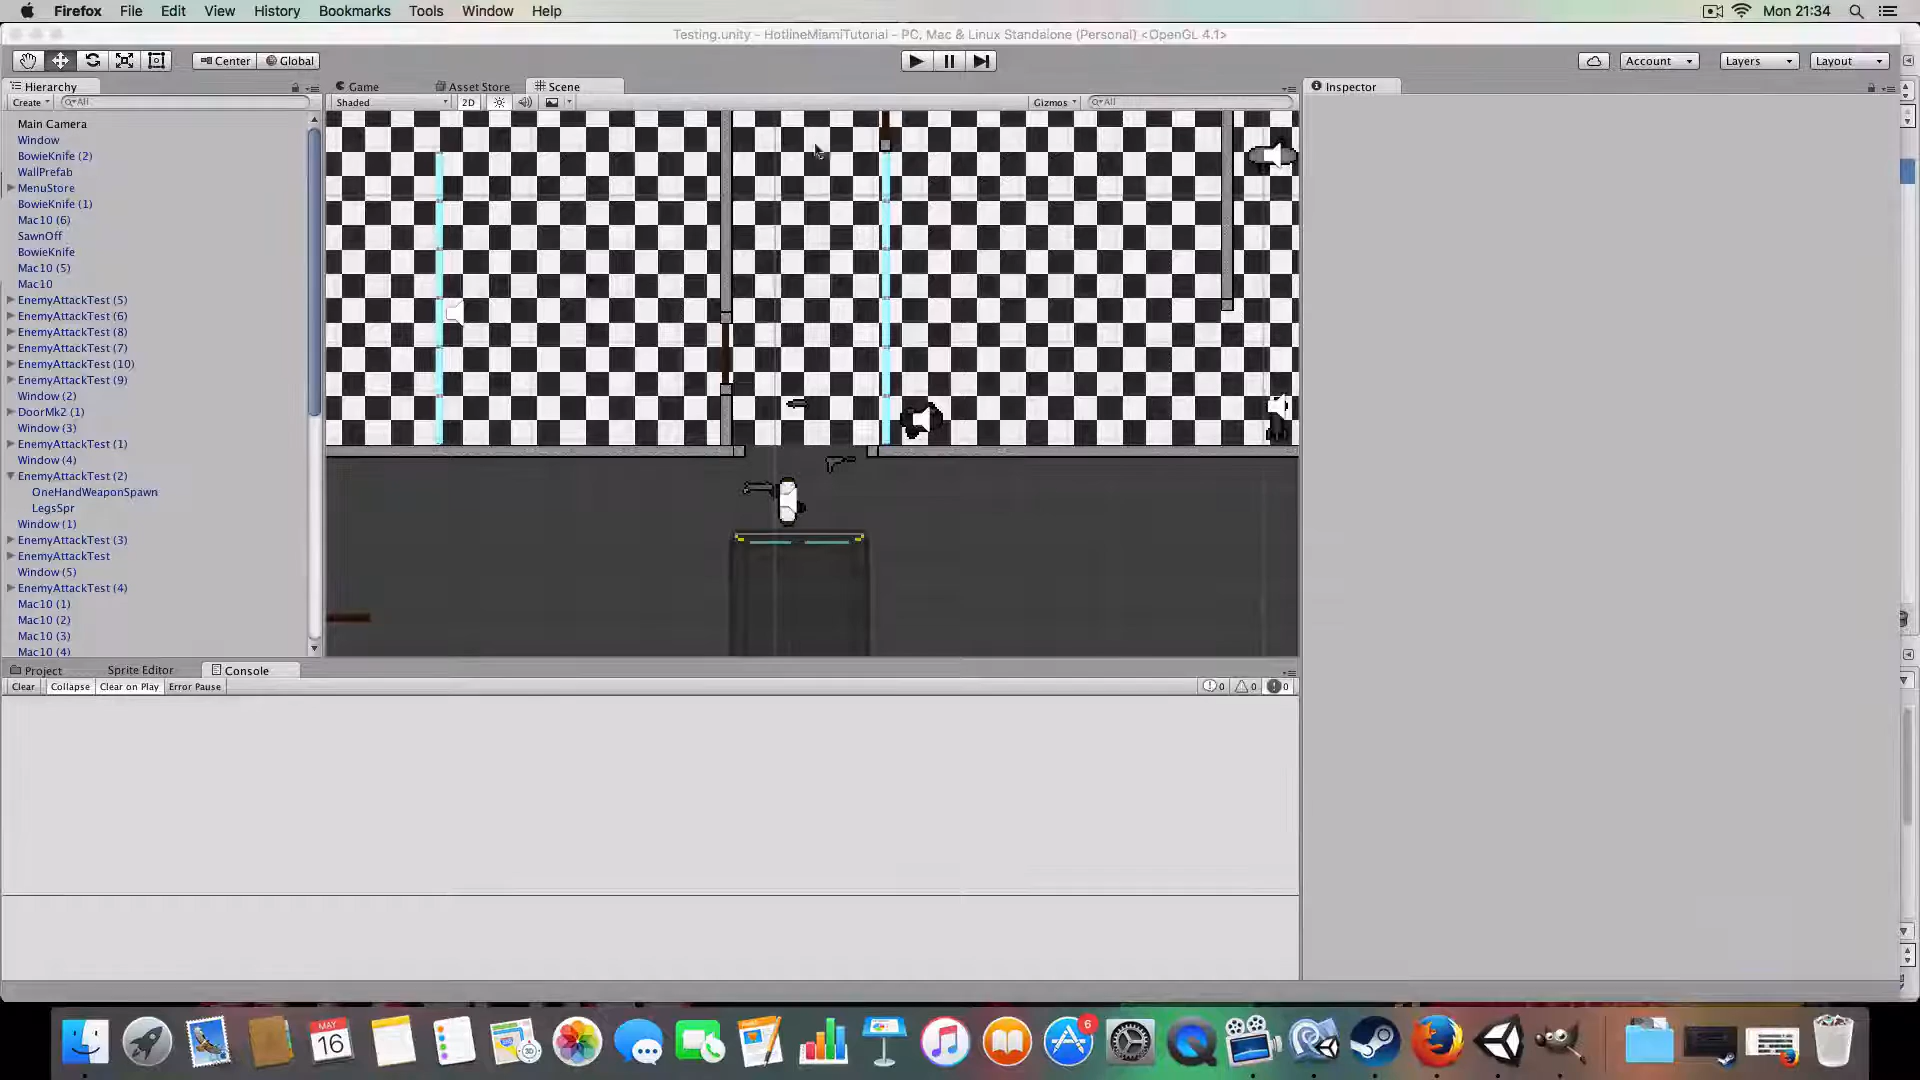 Firefox File Edit View History Bookmarks Tools Window Help Mon 21:34
Testing.unity - HotlineMiamiTutorial - PC, Mac & Linux Standalone (Personal) <OpenGL 4.1>
Center Global Account Layers Layout
Hierarchy Game Asset Store Scene Inspector
Create All Shaded 2D Gizmos All
Main Camera
Window
BowieKnife (2)
WallPrefab
MenuStore
BowieKnife (1)
Mac10 (6)
SawnOff
BowieKnife
Mac10 (5)
Mac10
EnemyAttackTest (5)
EnemyAttackTest (6)
EnemyAttackTest (8)
EnemyAttackTest (7)
EnemyAttackTest (10)
EnemyAttackTest (9)
Window (2)
DoorMk2 (1)
Window (3)
EnemyAttackTest (1)
Window (4)
EnemyAttackTest (2)
OneHandWeaponSpawn
LegsSpr
Window (1)
EnemyAttackTest (3)
EnemyAttackTest
Window (5)
EnemyAttackTest (4)
Mac10 (1)
Mac10 (2)
Mac10 (3)
Mac10 (4)
Project Sprite Editor Console
Clear Collapse Clear on Play Error Pause 0 0 0
MAY
16
6